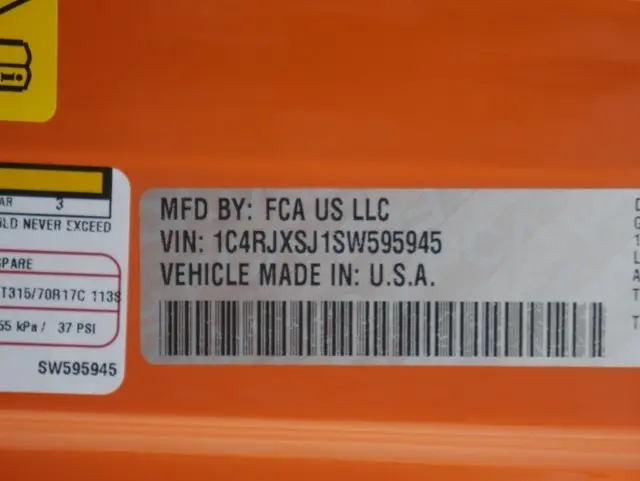 AR 3
ILD NEVER EXCEED
SPARE
T315/70R17C 113S
55 kPa / 37 PSI
SW595945
MFD BY: FCA US LLC
VIN: 1C4RJXSJ1SW595945
VEHICLE MADE IN: U.S.A.